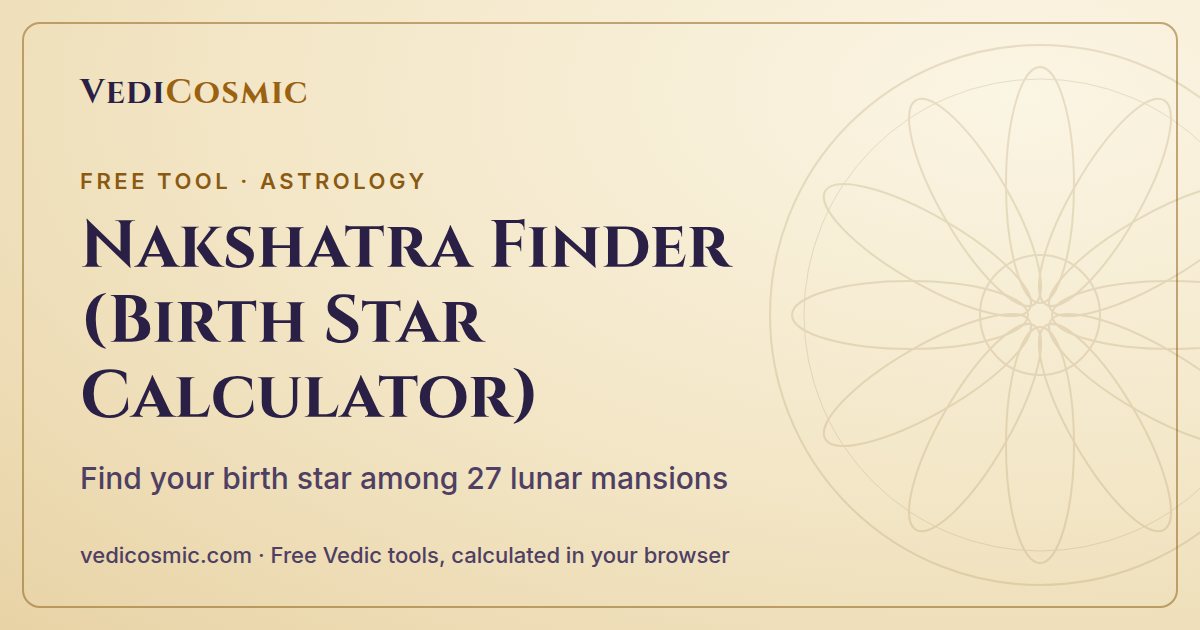 VediCosmic
FREE TOOL · ASTROLOGY
Nakshatra Finder
(Birth Star
Calculator)
Find your birth star among 27 lunar mansions
vedicosmic.com · Free Vedic tools, calculated in your browser